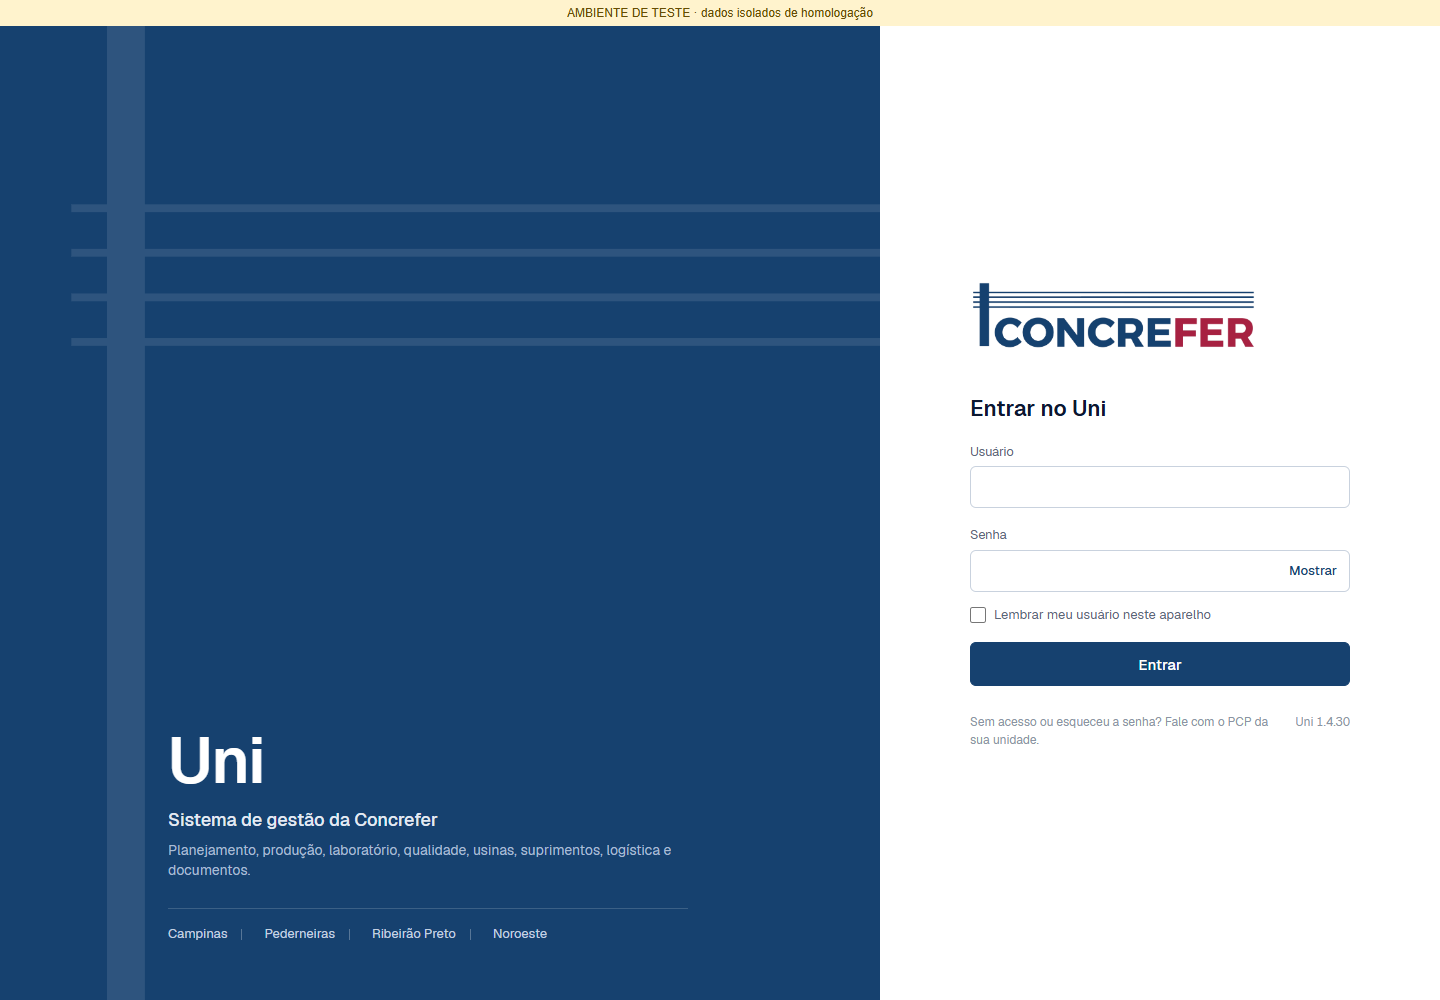 AMBIENTE DE TESTE · dados isolados de homologação
Uni
Sistema de gestão da Concrefer
Planejamento, produção, laboratório, qualidade, usinas, suprimentos, logística e
documentos.
Campinas | Pederneiras | Ribeirão Preto | Noroeste
CONCREFER
Entrar no Uni
Usuário
Senha
Mostrar
Lembrar meu usuário neste aparelho
Entrar
Sem acesso ou esqueceu a senha? Fale com o PCP da
sua unidade.
Uni 1.4.30